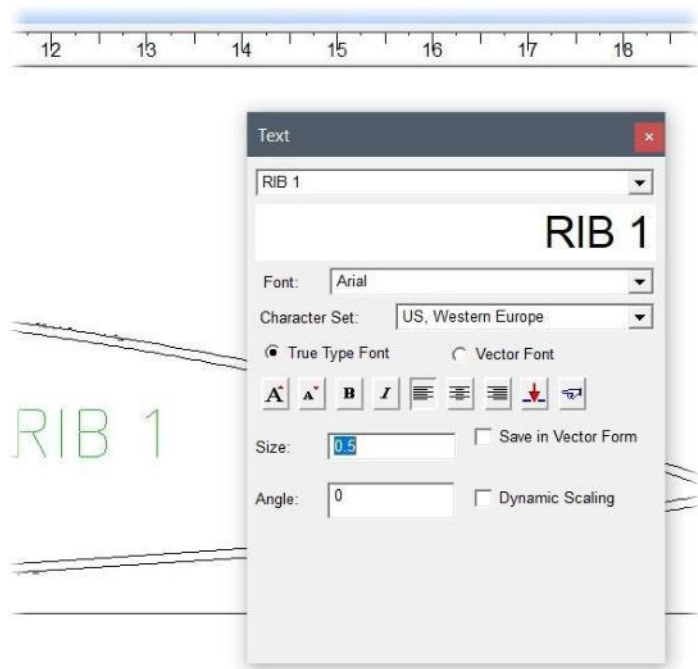 12 13 14 15 16 17 18
Text
RIB 1
RIB 1
Font: Arial
Character Set: US, Western Europe
True Type Font Vector Font
A A B I
RIB 1
Size: 0.5 Save in Vector Form
Angle: 0 Dynamic Scaling